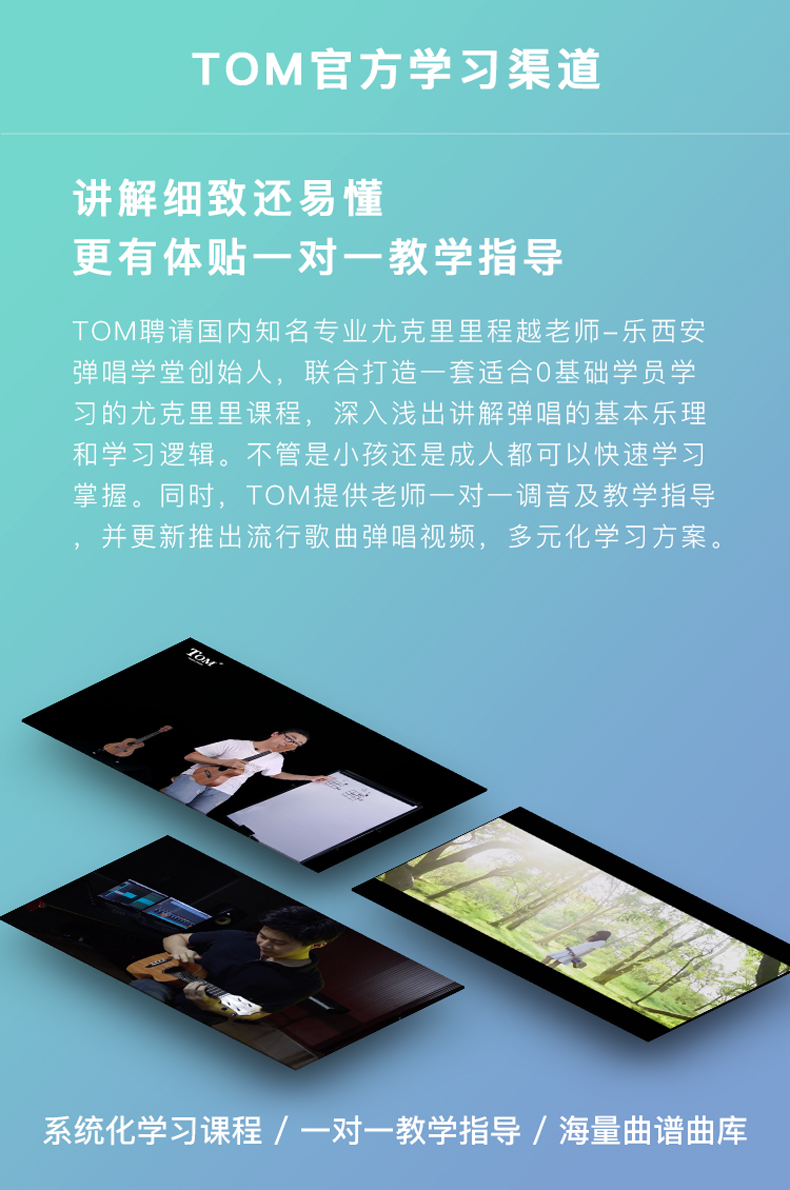 TOM官方学习渠道
讲解细致还易懂
更有体贴一对一教学指导
TOM聘请国内知名专业尤克里里程越老师–乐西安
弹唱学堂创始人，联合打造一套适合0基础学员学
习的尤克里里课程，深入浅出讲解弹唱的基本乐理
和学习逻辑。不管是小孩还是成人都可以快速学习
掌握。同时，TOM提供老师一对一调音及教学指导
，并更新推出流行歌曲弹唱视频，多元化学习方案。
TOM
系统化学习课程 / 一对一教学指导 / 海量曲谱曲库